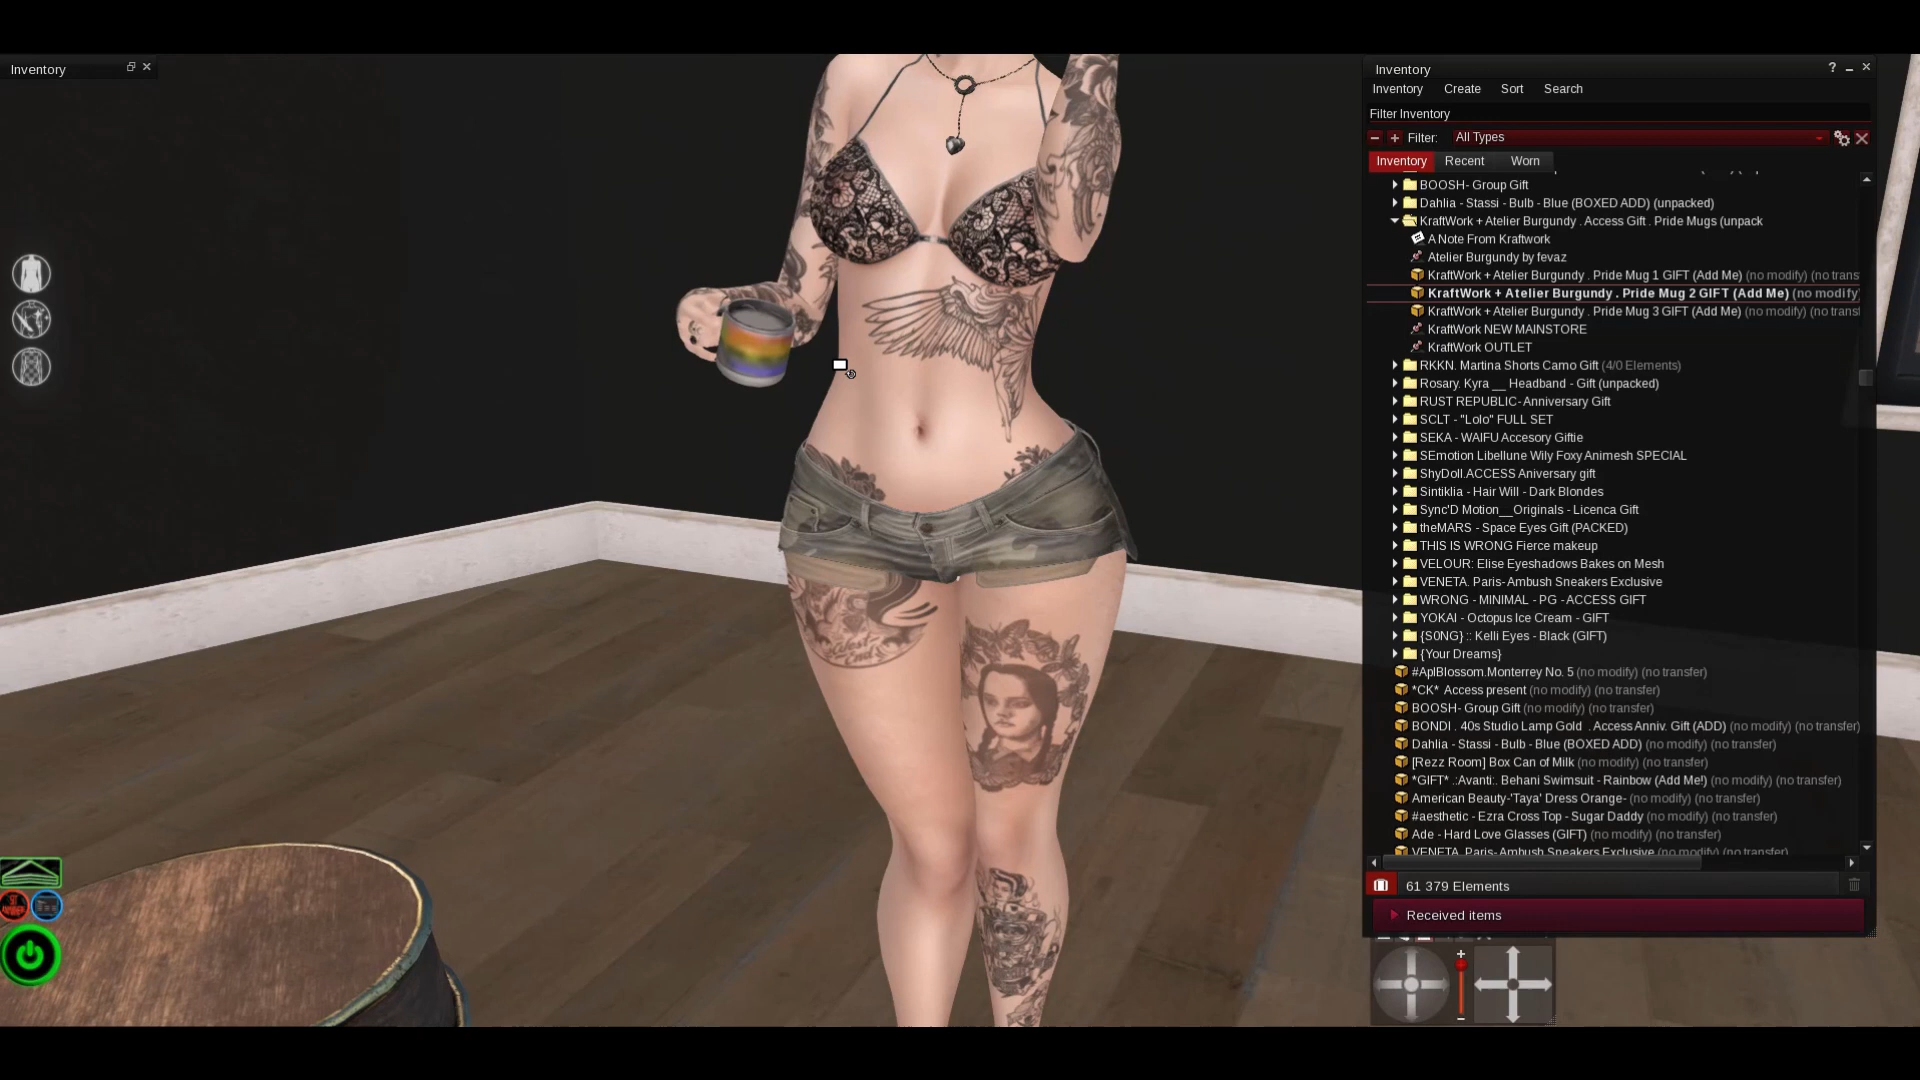 Inventory
Inventory
? _ ×
Inventory Create Sort Search
Filter Inventory
− + Filter: All Types
Inventory Recent Worn
BOOSH- Group Gift
Dahlia - Stassi - Bulb - Blue (BOXED ADD) (unpacked)
KraftWork + Atelier Burgundy . Access Gift . Pride Mugs (unpack
A Note From Kraftwork
Atelier Burgundy by fevaz
KraftWork + Atelier Burgundy . Pride Mug 1 GIFT (Add Me) (no modify) (no trans
KraftWork + Atelier Burgundy . Pride Mug 2 GIFT (Add Me) (no modify)
KraftWork + Atelier Burgundy . Pride Mug 3 GIFT (Add Me) (no modify) (no transf
KraftWork NEW MAINSTORE
KraftWork OUTLET
RKKN. Martina Shorts Camo Gift (4/0 Elements)
Rosary. Kyra __ Headband - Gift (unpacked)
RUST REPUBLIC-Anniversary Gift
SCLT - "Lolo" FULL SET
SEKA - WAIFU Accesory Giftie
SEmotion Libellune Wily Foxy Animesh SPECIAL
ShyDoll.ACCESS Aniversary gift
Sintiklia - Hair Will - Dark Blondes
Sync'D Motion__Originals - Licenca Gift
theMARS - Space Eyes Gift (PACKED)
THIS IS WRONG Fierce makeup
VELOUR: Elise Eyeshadows Bakes on Mesh
VENETA. Paris-Ambush Sneakers Exclusive
WRONG - MINIMAL - PG - ACCESS GIFT
YOKAI - Octopus Ice Cream - GIFT
{S0NG} :: Kelli Eyes - Black (GIFT)
{Your Dreams}
#AplBlossom.Monterrey No. 5 (no modify) (no transfer)
*CK* Access present (no modify) (no transfer)
BOOSH- Group Gift (no modify) (no transfer)
BONDI . 40s Studio Lamp Gold . Access Anniv. Gift (ADD) (no modify) (no transfer)
Dahlia - Stassi - Bulb - Blue (BOXED ADD) (no modify) (no transfer)
[Rezz Room] Box Can of Milk (no modify) (no transfer)
*GIFT* .:Avanti:. Behani Swimsuit - Rainbow (Add Me!) (no modify) (no transfer)
American Beauty-'Taya' Dress Orange- (no modify) (no transfer)
#aesthetic - Ezra Cross Top - Sugar Daddy (no modify) (no transfer)
Ade - Hard Love Glasses (GIFT) (no modify) (no transfer)
VENETA. Paris-Ambush Sneakers Exclusive (no modify) (no transfer)
61 379 Elements
Received items